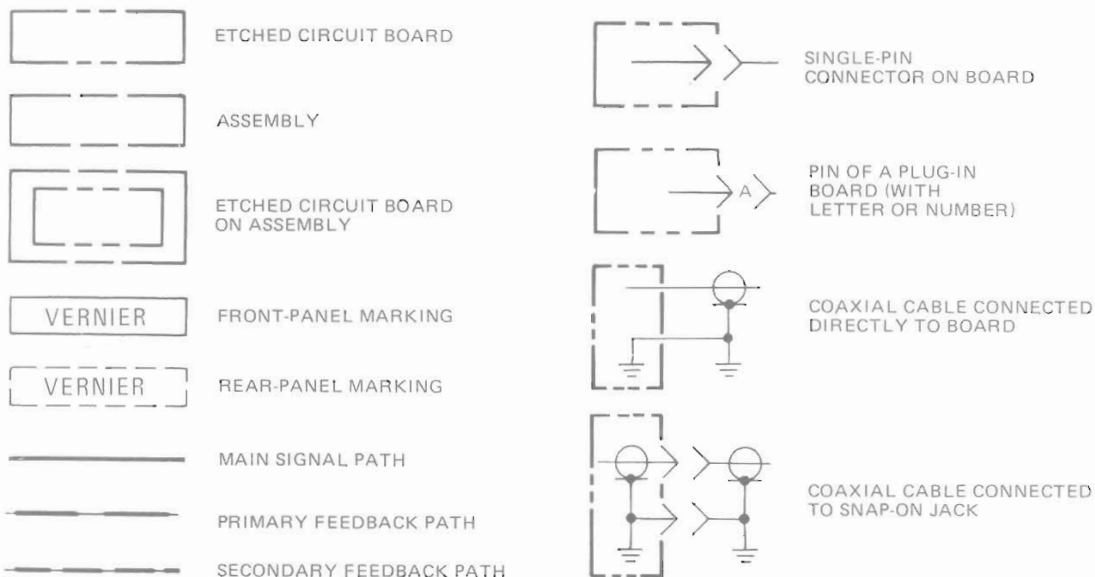 ETCHED CIRCUIT BOARD
ASSEMBLY
ETCHED CIRCUIT BOARD
ON ASSEMBLY
VERNIER
FRONT-PANEL MARKING
VERNIER
REAR-PANEL MARKING
MAIN SIGNAL PATH
PRIMARY FEEDBACK PATH
SECONDARY FEEDBACK PATH
SINGLE-PIN
CONNECTOR ON BOARD
A
PIN OF A PLUG-IN
BOARD (WITH
LETTER OR NUMBER)
COAXIAL CABLE CONNECTED
DIRECTLY TO BOARD
COAXIAL CABLE CONNECTED
TO SNAP-ON JACK